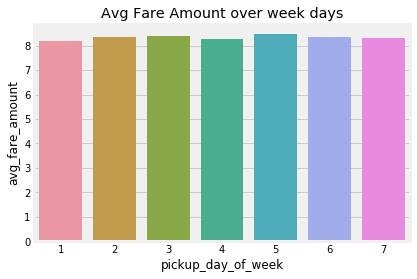 Avg Fare Amount over week days
avg_fare_amount
8
7
6
5
4
3
2
1
0
1 2 3 4 5 6 7
pickup_day_of_week